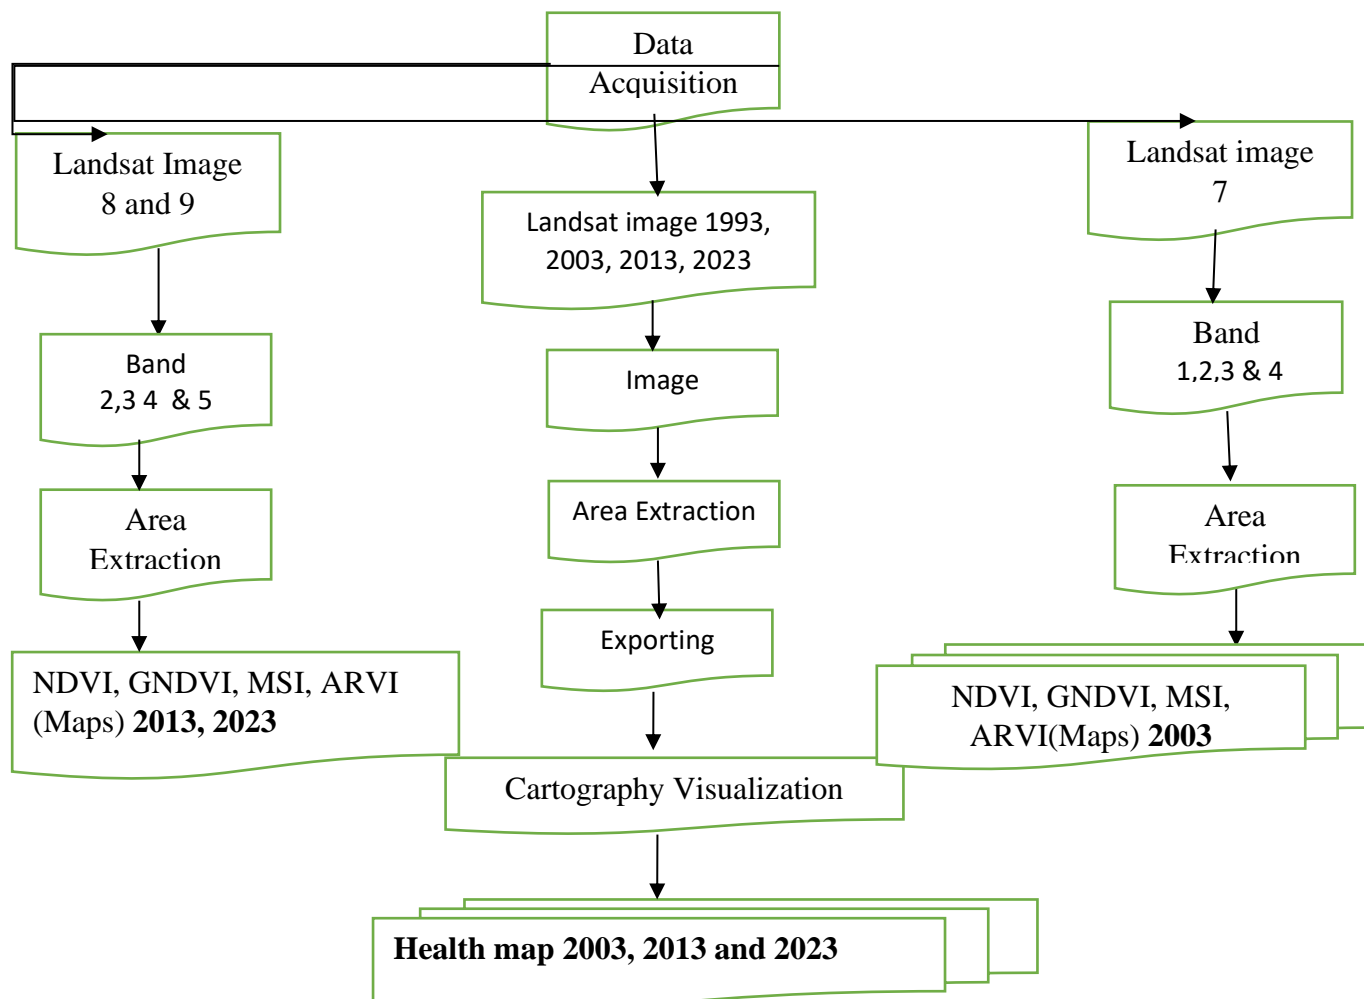 Data
Acquisition
Landsat Image
8 and 9
Landsat image 1993,
2003, 2013, 2023
Landsat image
7
Band
2,3 4  & 5
Image
Band
1,2,3 & 4
Area
Extraction
Area Extraction
Area
Extraction
Exporting
NDVI, GNDVI, MSI, ARVI
(Maps) 2013, 2023
NDVI, GNDVI, MSI,
ARVI(Maps) 2003
Cartography Visualization
Health map 2003, 2013 and 2023